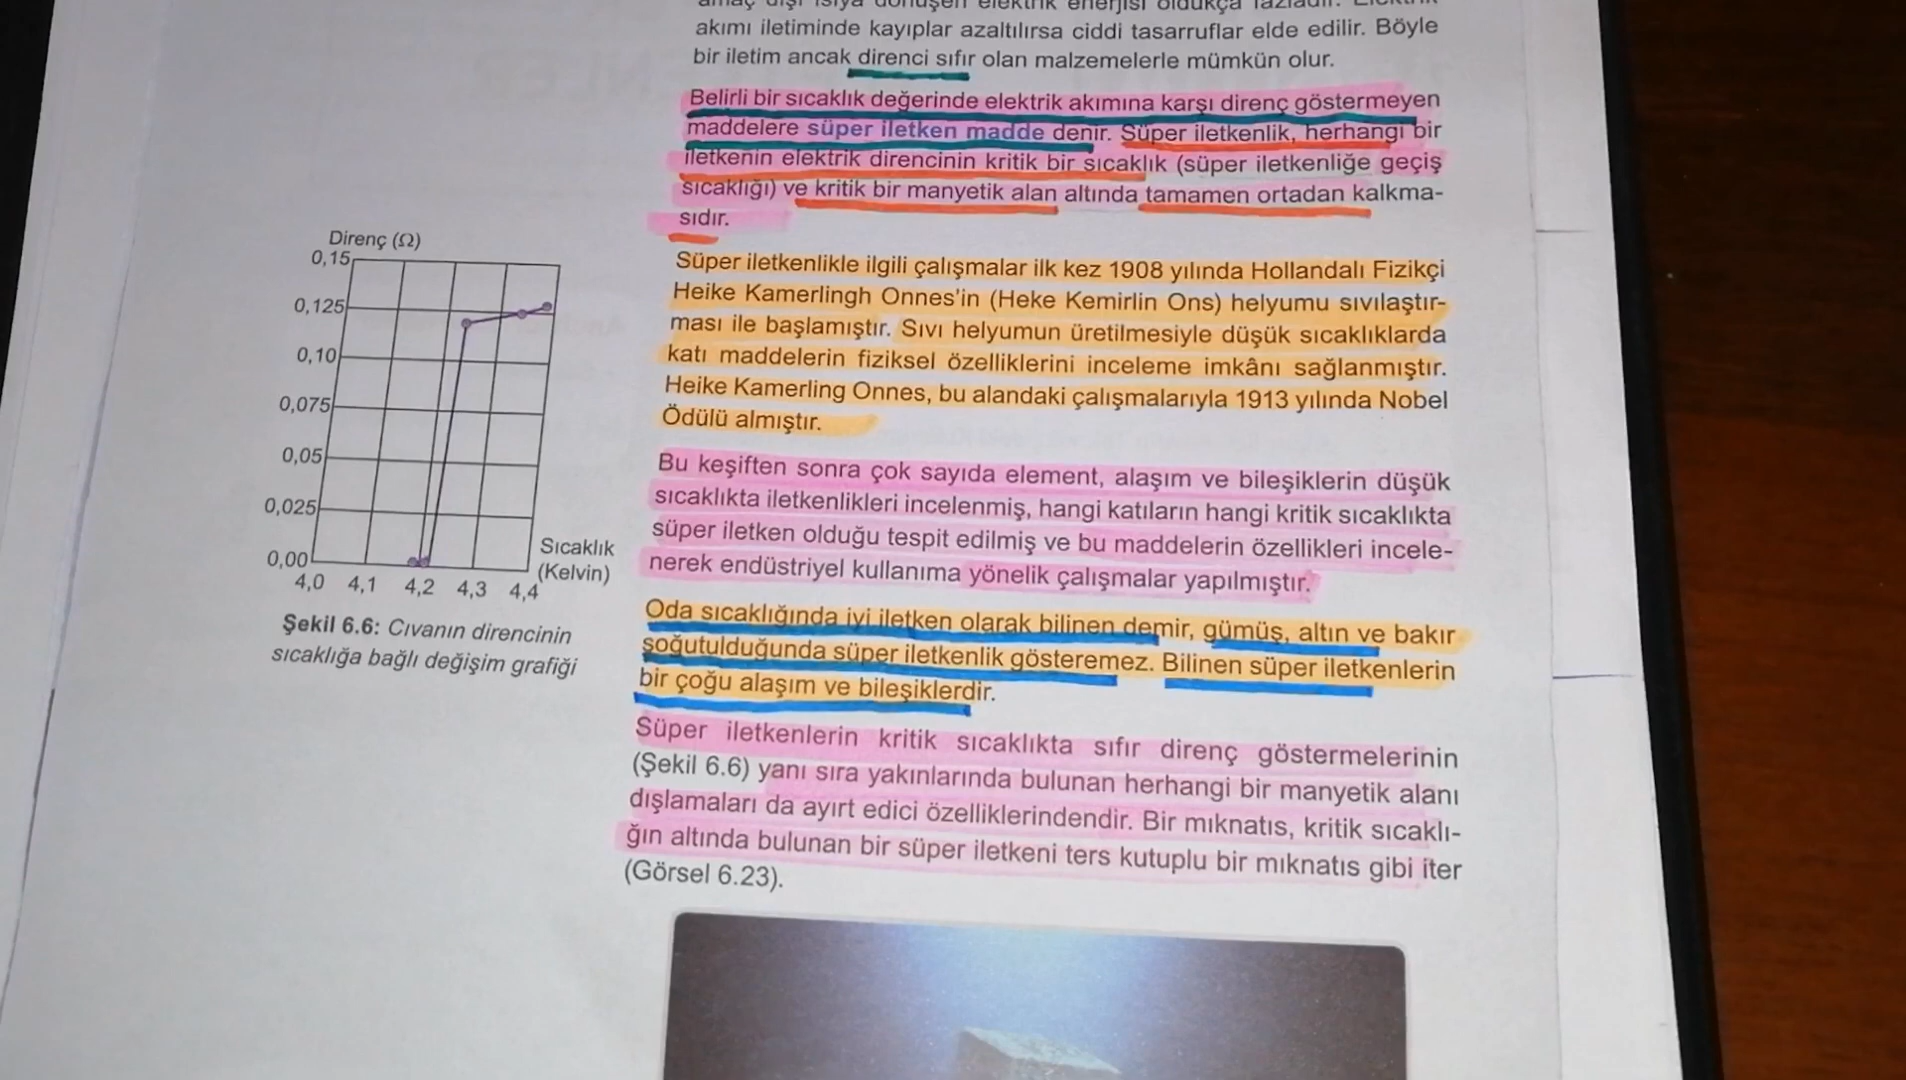 akımı iletiminde kayıplar azaltılırsa ciddi tasarruflar elde edilir. Böyle
bir iletim ancak direnci sıfır olan malzemelerle mümkün olur.
Belirli bir sıcaklık değerinde elektrik akımına karşı direnç göstermeyen
maddelere süper iletken madde denir. Süper iletkenlik, herhangi bir
iletkenin elektrik direncinin kritik bir sıcaklık (süper iletkenliğe geçiş
sıcaklığı) ve kritik bir manyetik alan altında tamamen ortadan kalkma-
sıdır.
Süper iletkenlikle ilgili çalışmalar ilk kez 1908 yılında Hollandalı Fizikçi
Heike Kamerlingh Onnes'in (Heke Kemirlin Ons) helyumu sıvılaştır-
ması ile başlamıştır. Sıvı helyumun üretilmesiyle düşük sıcaklıklarda
katı maddelerin fiziksel özelliklerini inceleme imkânı sağlanmıştır.
Heike Kamerling Onnes, bu alandaki çalışmalarıyla 1913 yılında Nobel
Ödülü almıştır.
Bu keşiften sonra çok sayıda element, alaşım ve bileşiklerin düşük
sıcaklıkta iletkenlikleri incelenmiş, hangi katıların hangi kritik sıcaklıkta
süper iletken olduğu tespit edilmiş ve bu maddelerin özellikleri incele-
nerek endüstriyel kullanıma yönelik çalışmalar yapılmıştır.
Oda sıcaklığında iyi iletken olarak bilinen demir, gümüş, altın ve bakır
soğutulduğunda süper iletkenlik gösteremez. Bilinen süper iletkenlerin
bir çoğu alaşım ve bileşiklerdir.
Süper iletkenlerin kritik sıcaklıkta sıfır direnç göstermelerinin
(Şekil 6.6) yanı sıra yakınlarında bulunan herhangi bir manyetik alanı
dışlamaları da ayırt edici özelliklerindendir. Bir mıknatıs, kritik sıcaklı-
ğın altında bulunan bir süper iletkeni ters kutuplu bir mıknatıs gibi iter
(Görsel 6.23).
Direnç (Ω)
0,15
0,125
0,10
0,075
0,05
0,025
0,00
4,0 4,1 4,2 4,3 4,4
Sıcaklık
(Kelvin)
Şekil 6.6: Cıvanın direncinin
sıcaklığa bağlı değişim grafiği